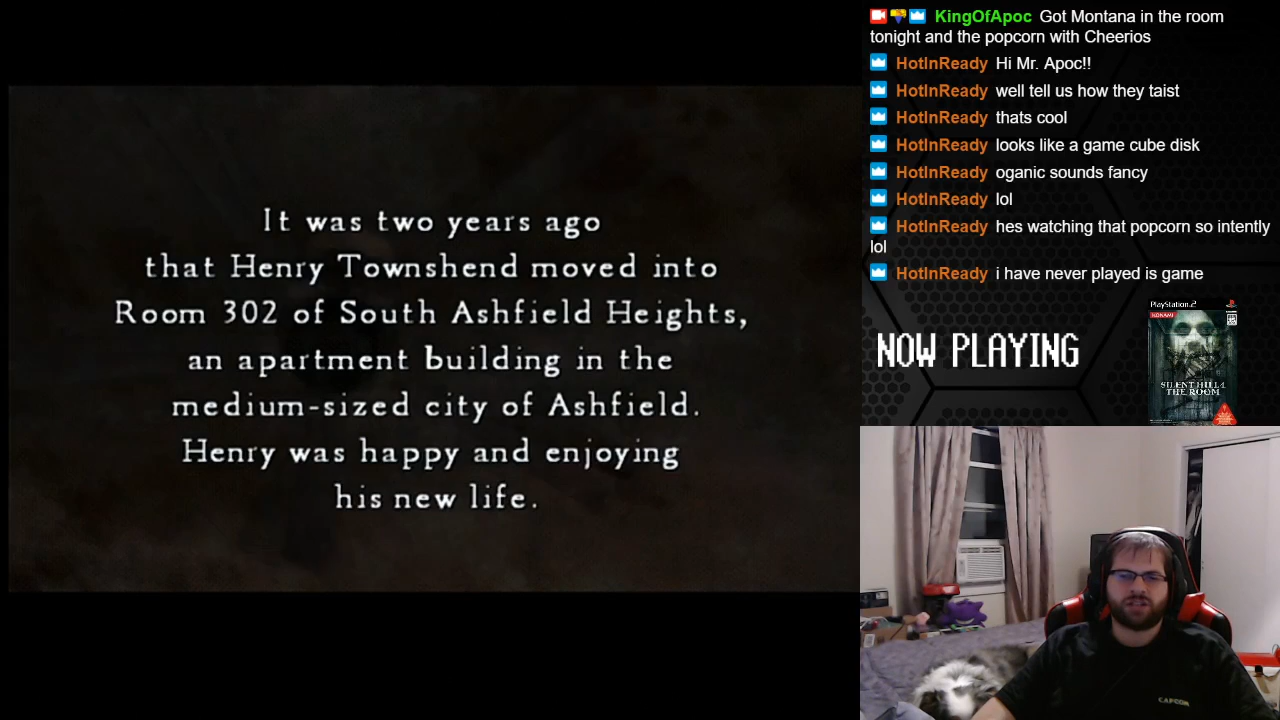 It was two years ago
that Henry Townshend moved into
Room 302 of South Ashfield Heights,
an apartment building in the
medium-sized city of Ashfield.
Henry was happy and enjoying
his new life.
KingOfApoc Got Montana in the room
tonight and the popcorn with Cheerios
HotInReady Hi Mr. Apoc!!
HotInReady well tell us how they taist
HotInReady thats cool
HotInReady looks like a game cube disk
HotInReady oganic sounds fancy
HotInReady lol
HotInReady hes watching that popcorn so intently
lol
HotInReady i have never played is game
NOW PLAYING
PlayStation.2
KONAMI
SILENT HILL 4
THE ROOM
CAPCOM